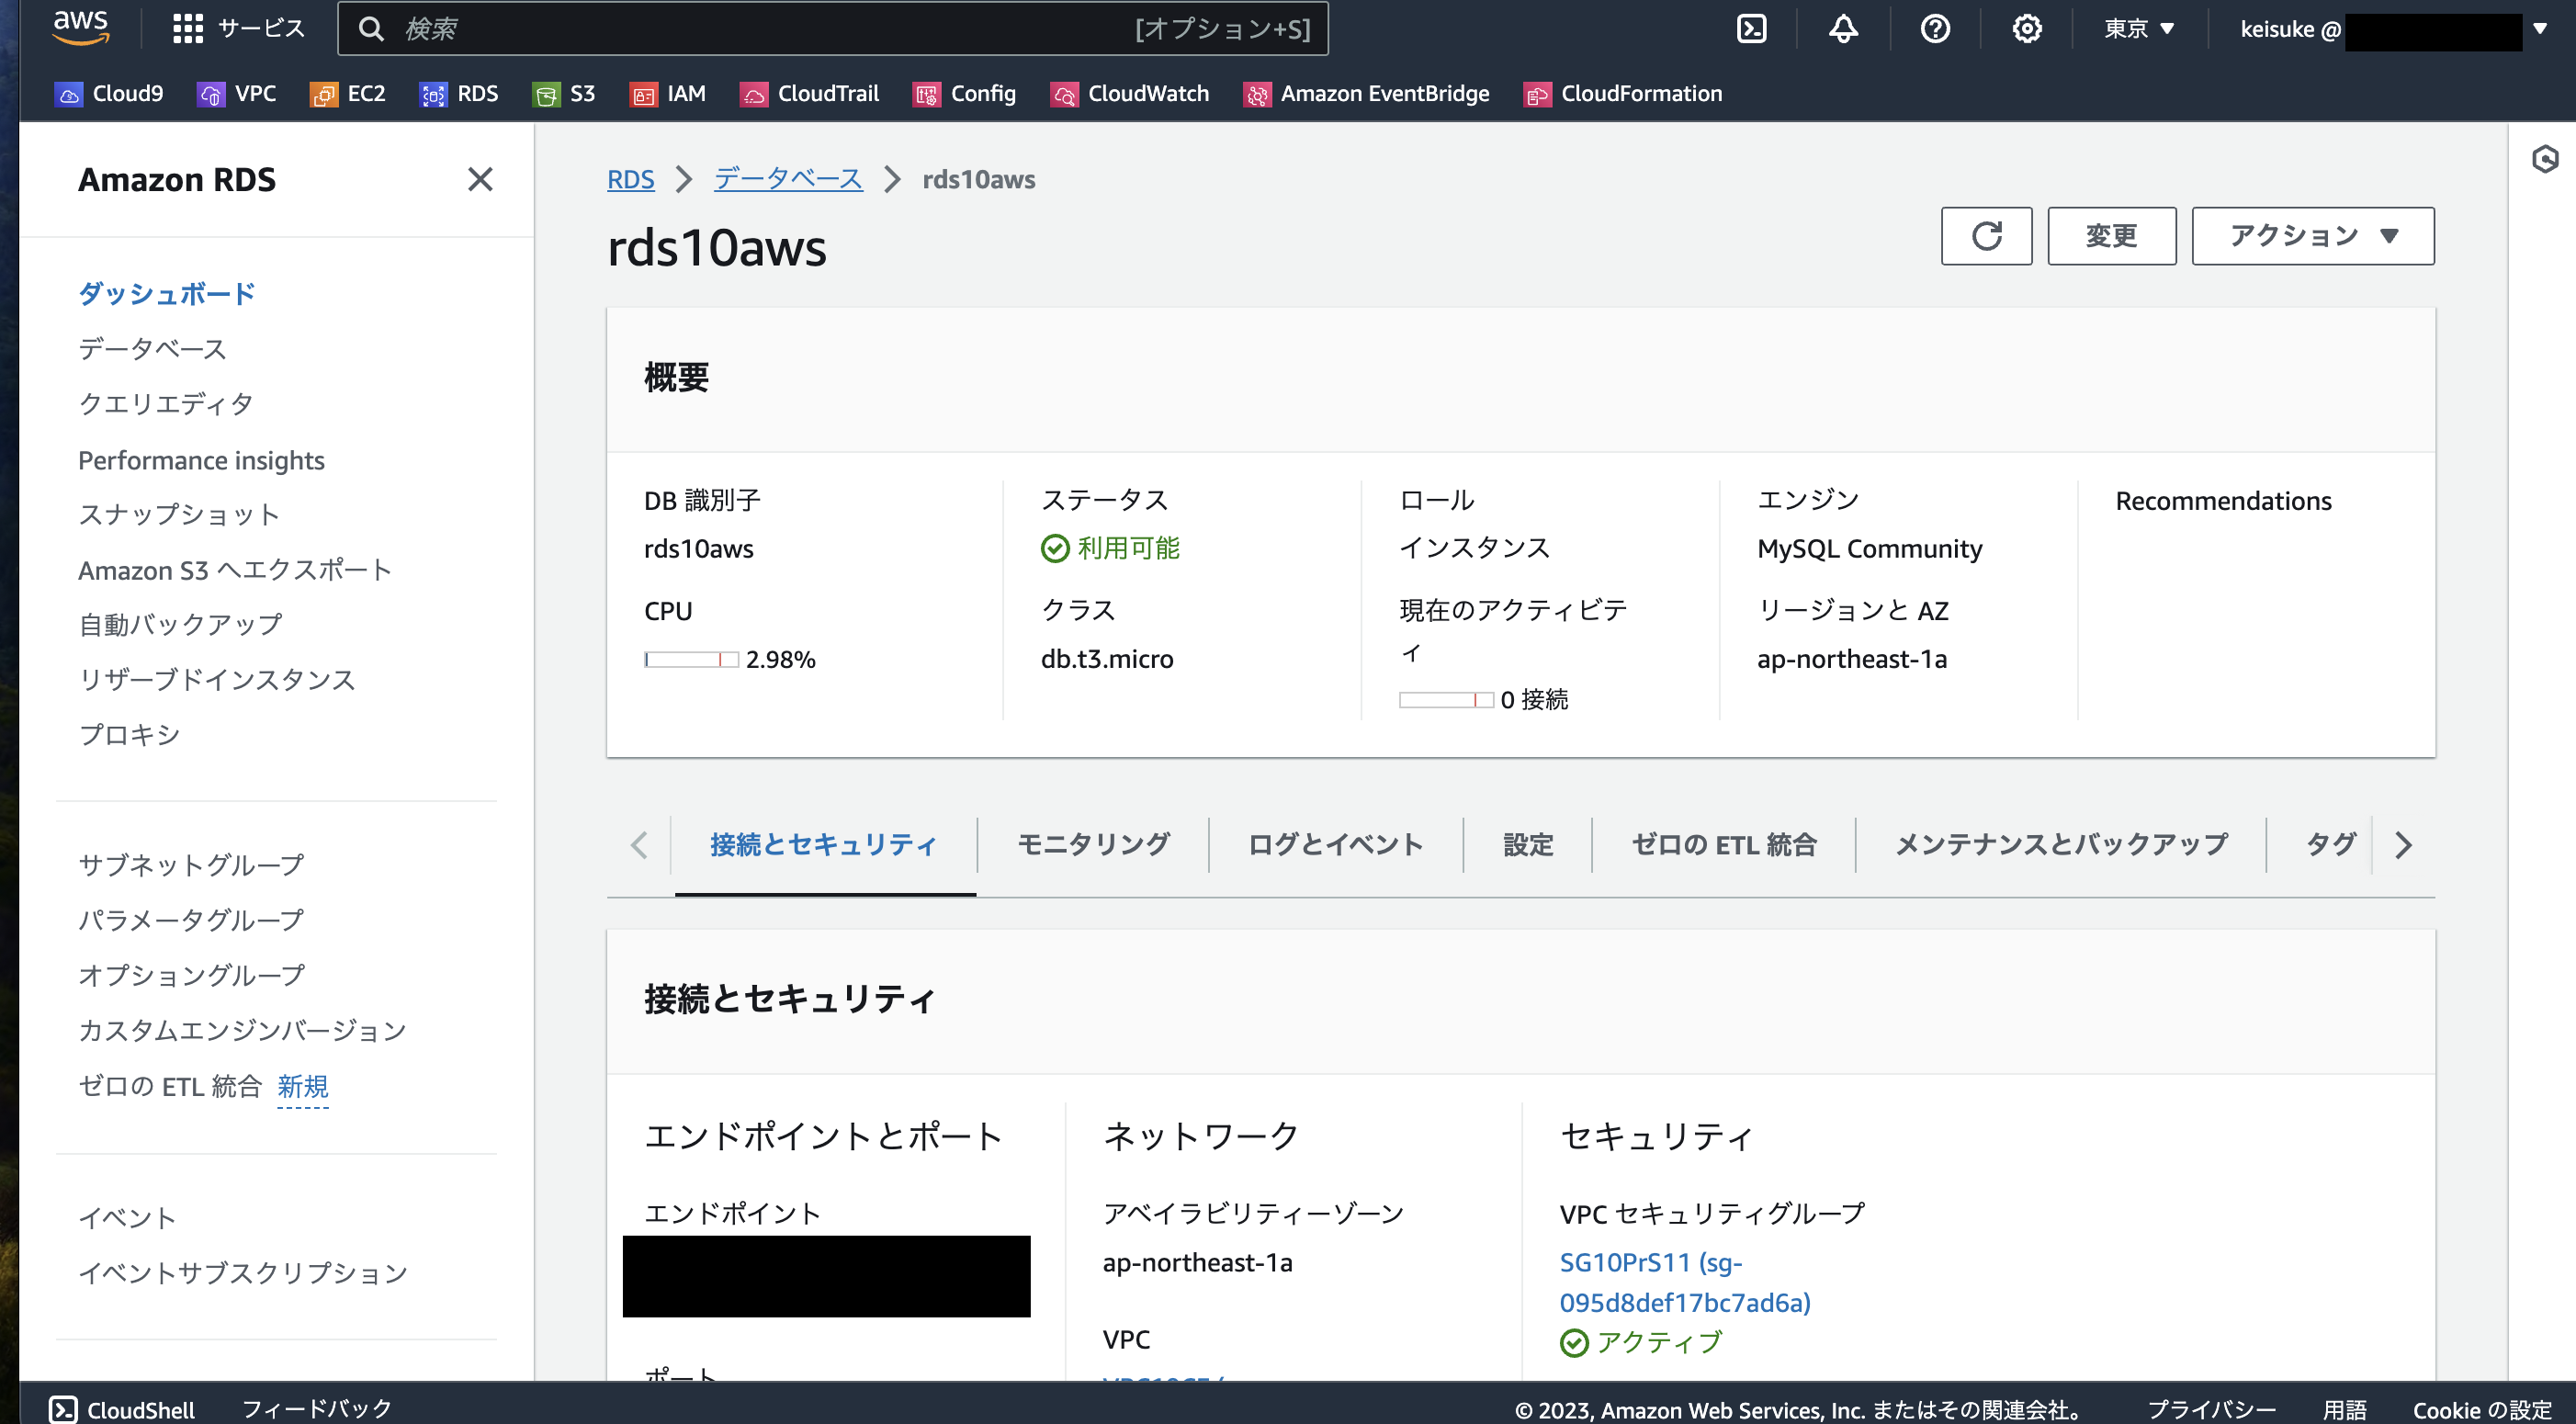 aws
サービス
検索
[オプション+S]
東京
keisuke @
Cloud9
VPC
EC2
RDS
S3
IAM
CloudTrail
Config
CloudWatch
Amazon EventBridge
CloudFormation
Amazon RDS
ダッシュボード
データベース
クエリエディタ
Performance insights
スナップショット
Amazon S3 へエクスポート
自動バックアップ
リザーブドインスタンス
プロキシ
サブネットグループ
パラメータグループ
オプショングループ
カスタムエンジンバージョン
ゼロの ETL 統合 新規
イベント
イベントサブスクリプション
RDS
データベース
rds10aws
rds10aws
変更
アクション
概要
DB 識別子
rds10aws
CPU
2.98%
ステータス
利用可能
クラス
db.t3.micro
ロール
インスタンス
現在のアクティビテ
ィ
0 接続
エンジン
MySQL Community
リージョンと AZ
ap-northeast-1a
Recommendations
接続とセキュリティ
モニタリング
ログとイベント
設定
ゼロの ETL 統合
メンテナンスとバックアップ
タグ
接続とセキュリティ
エンドポイントとポート
エンドポイント
ポート
ネットワーク
アベイラビリティーゾーン
ap-northeast-1a
VPC
セキュリティ
VPC セキュリティグループ
SG10PrS11 (sg-
095d8def17bc7ad6a)
アクティブ
CloudShell
フィードバック
© 2023, Amazon Web Services, Inc. またはその関連会社。
プライバシー
用語
Cookie の設定